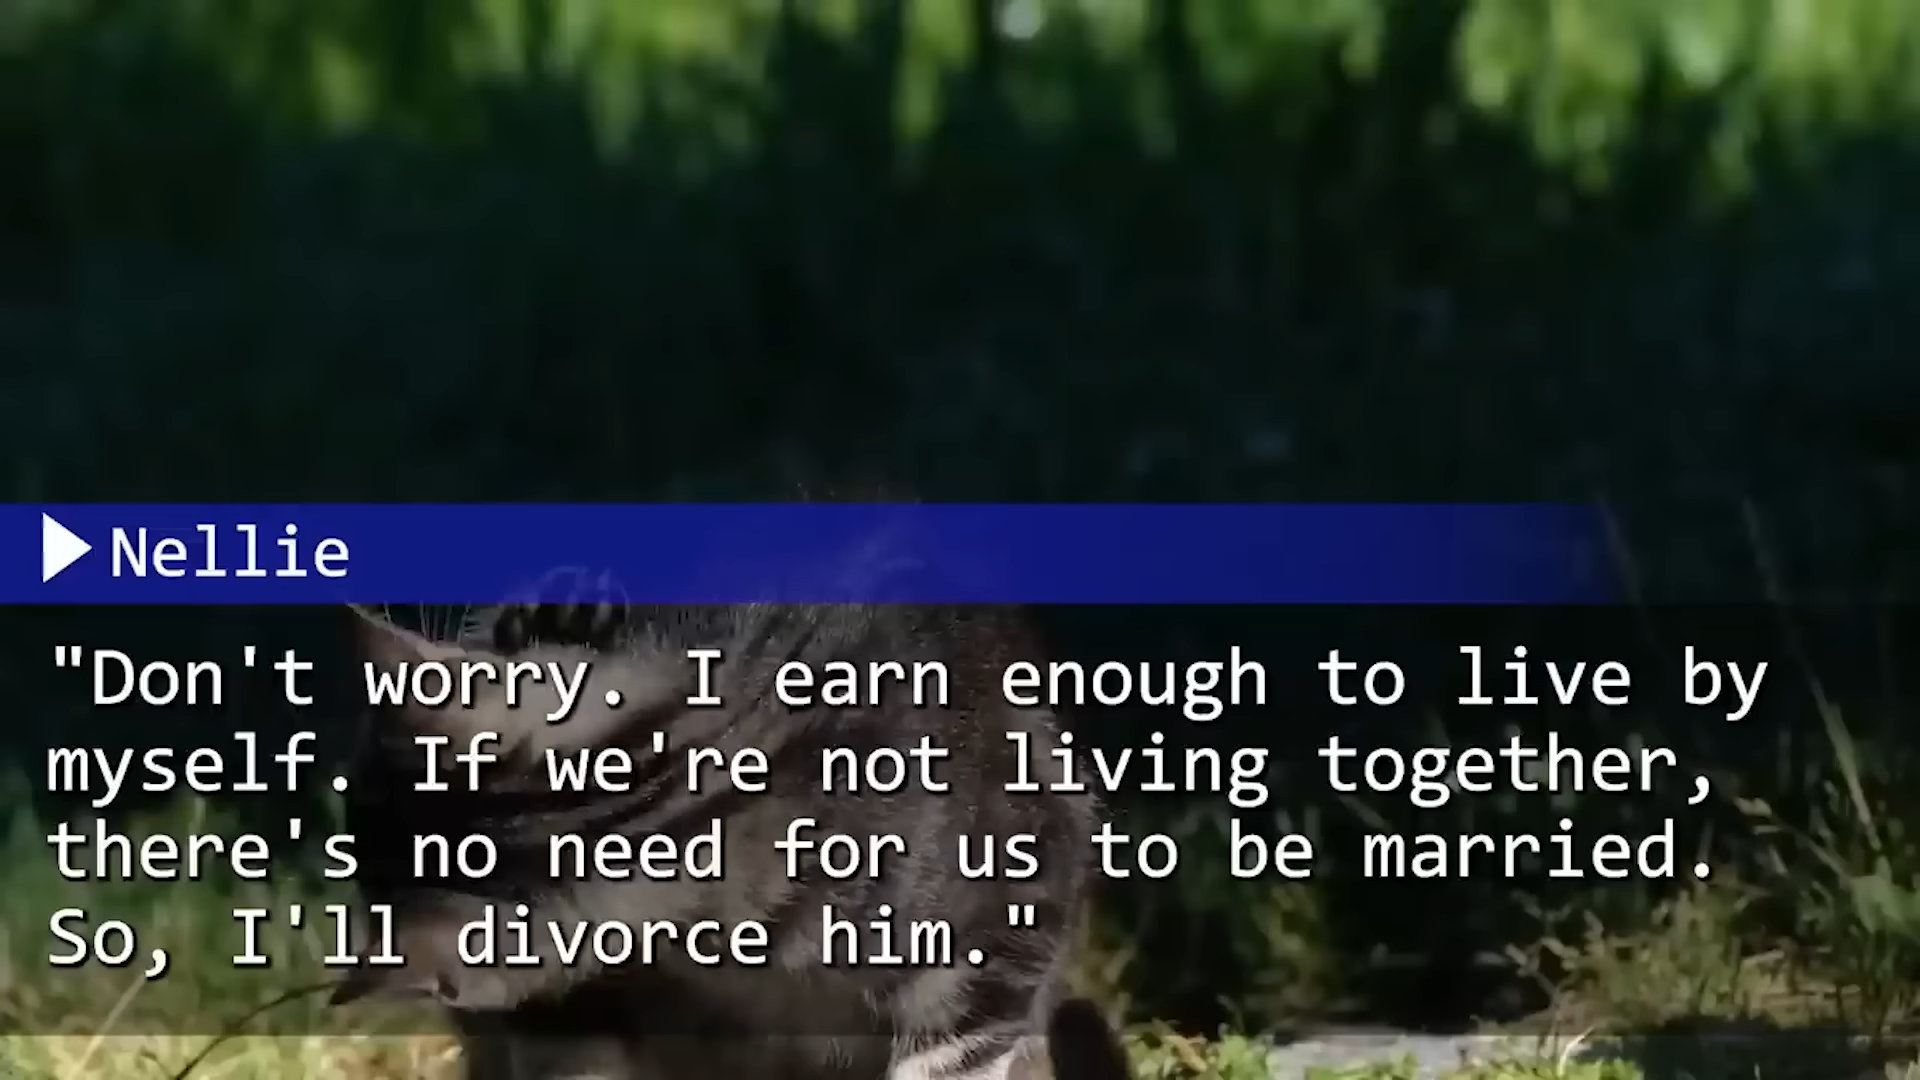 Nellie
"Don't worry. I earn enough to live by
myself. If we're not living together,
there's no need for us to be married.
So, I'll divorce him."